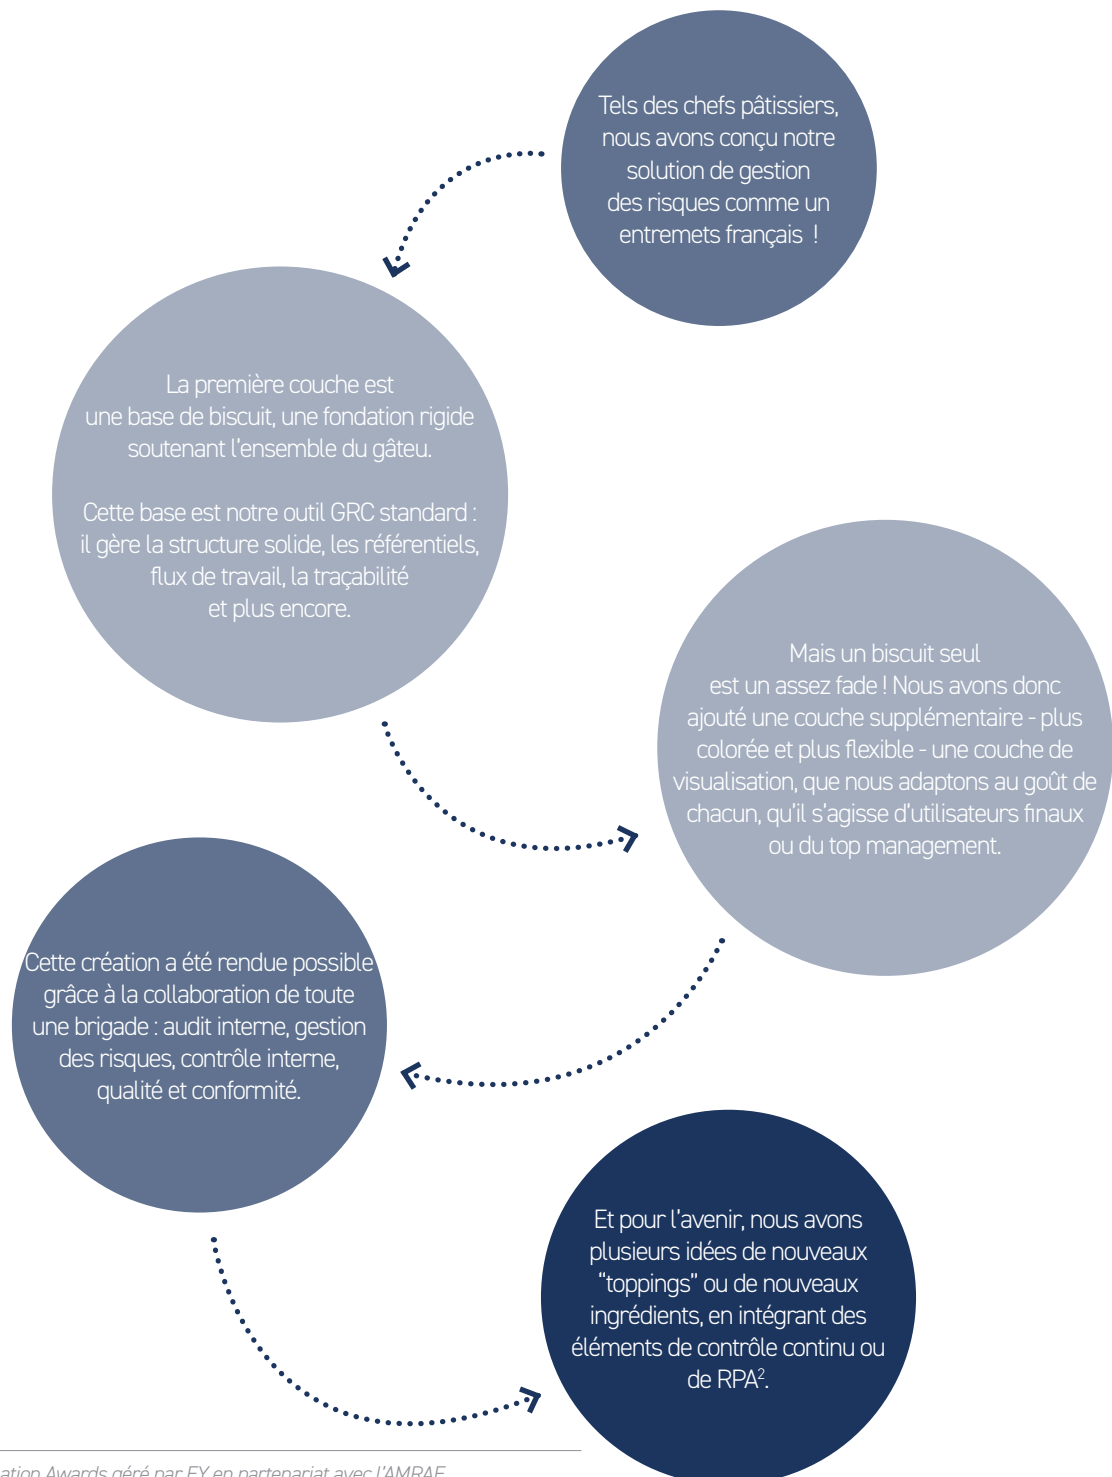 Tels des chefs pâtissiers,
nous avons conçu notre
solution de gestion
des risques comme un
entremets français !
La première couche est
une base de biscuit, une fondation rigide
soutenant l'ensemble du gâteu.
Cette base est notre outil GRC standard :
il gère la structure solide, les référentiels,
flux de travail, la traçabilité
et plus encore.
Mais un biscuit seul
est un assez fade ! Nous avons donc
ajouté une couche supplémentaire - plus
colorée et plus flexible - une couche de
visualisation, que nous adaptons au goût de
chacun, qu'il s'agisse d'utilisateurs finaux
ou du top management.
Cette création a été rendue possible
grâce à la collaboration de toute
une brigade : audit interne, gestion
des risques, contrôle interne,
qualité et conformité.
Et pour l'avenir, nous avons
plusieurs idées de nouveaux
“toppings” ou de nouveaux
ingrédients, en intégrant des
éléments de contrôle continu ou
de RPA².
ation Awards géré par EY en partenariat avec l'AMRAE